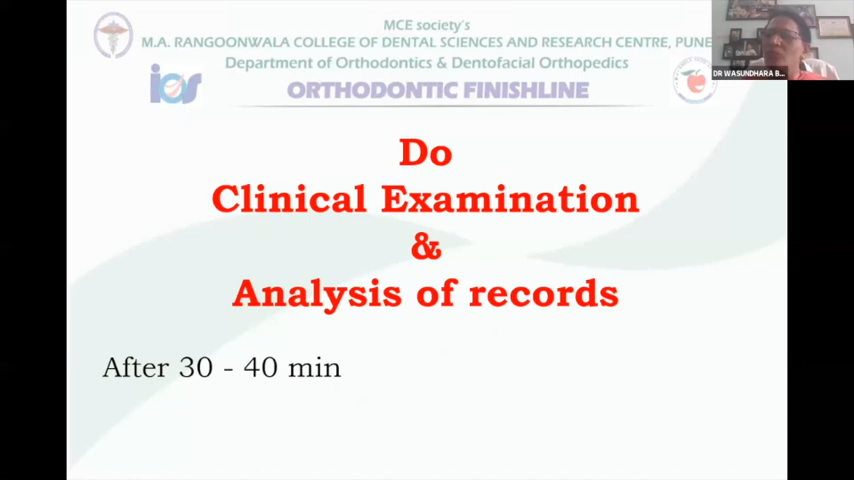 MCE society's
M.A. RANGOONWALA COLLEGE OF DENTAL SCIENCES AND RESEARCH CENTRE, PUNE
Department of Orthodontics & Dentofacial Orthopedics
ios
ORTHODONTIC FINISHLINE
DR WASUNDHARA B...
Do
Clinical Examination
&
Analysis of records
After 30 - 40 min